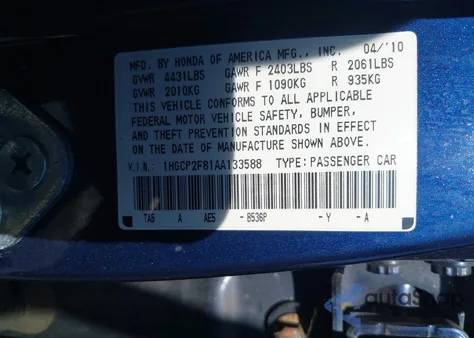 MFD. BY HONDA OF AMERICA MFG., INC. 04/'10
GVWR 4431LBS GAWR F 2403LBS R 2061LBS
GVWR 2010KG GAWR F 1090KG R 935KG
THIS VEHICLE CONFORMS TO ALL APPLICABLE
FEDERAL MOTOR VEHICLE SAFETY, BUMPER,
AND THEFT PREVENTION STANDARDS IN EFFECT
ON THE DATE OF MANUFACTURE SHOWN ABOVE.
V.I.N.: 1HGCP2F81AA133588 TYPE: PASSENGER CAR
TA5 A AE5 - B536P - Y - A
autoSnap